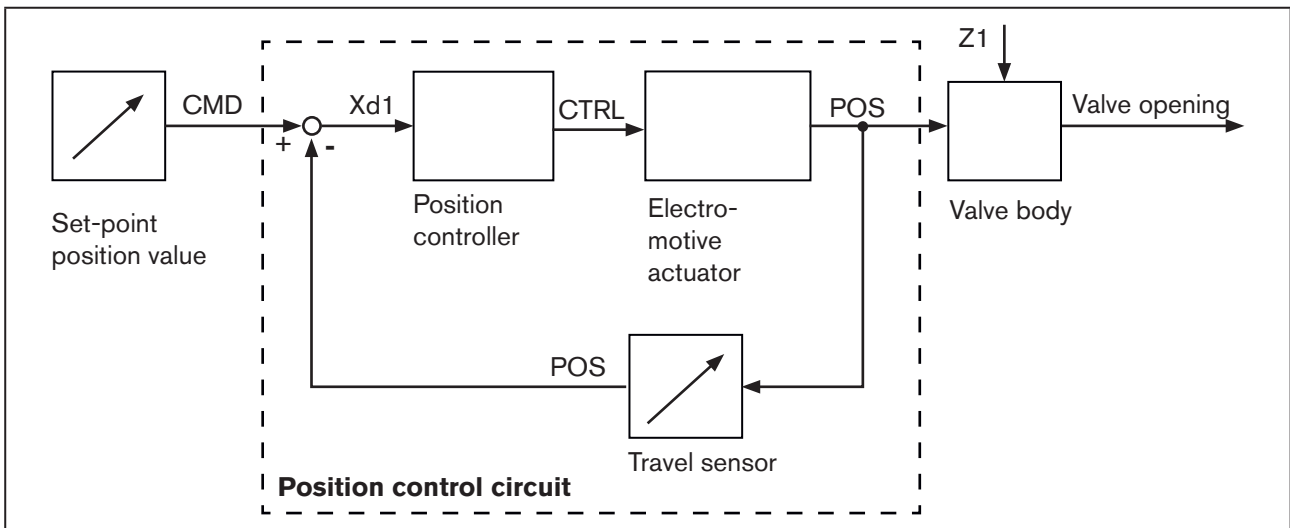 Z1
CMD
Xd1
CTRL
POS
Valve opening
+
-
Set-point
position value
Position
controller
Electro-
motive
actuator
Valve body
POS
Travel sensor
Position control circuit